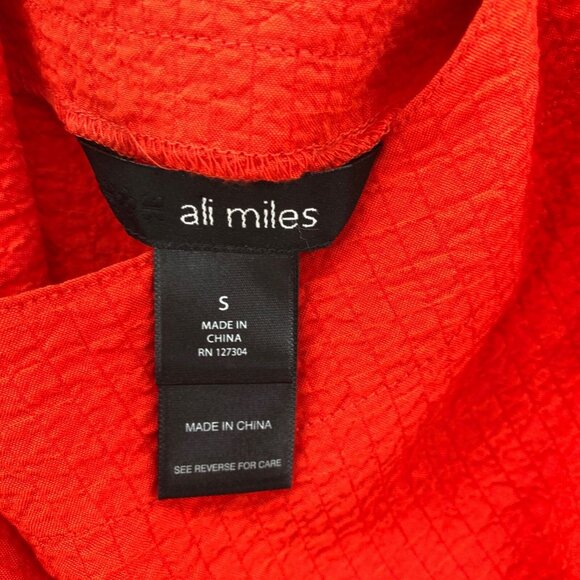 ali miles
S
MADE IN
CHINA
RN 127304
MADE IN CHINA
SEE REVERSE FOR CARE